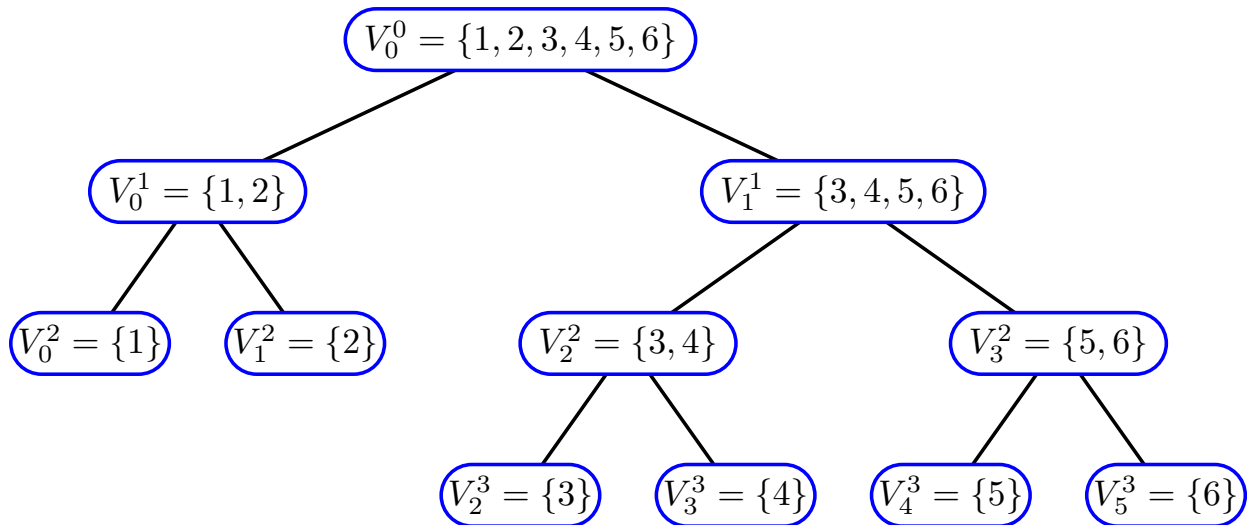 $V_0^0 = \{1, 2, 3, 4, 5, 6\}$
$V_0^1 = \{1, 2\}$
$V_1^1 = \{3, 4, 5, 6\}$
$V_0^2 = \{1\}$
$V_1^2 = \{2\}$
$V_2^2 = \{3, 4\}$
$V_3^2 = \{5, 6\}$
$V_2^3 = \{3\}$
$V_3^3 = \{4\}$
$V_4^3 = \{5\}$
$V_5^3 = \{6\}$